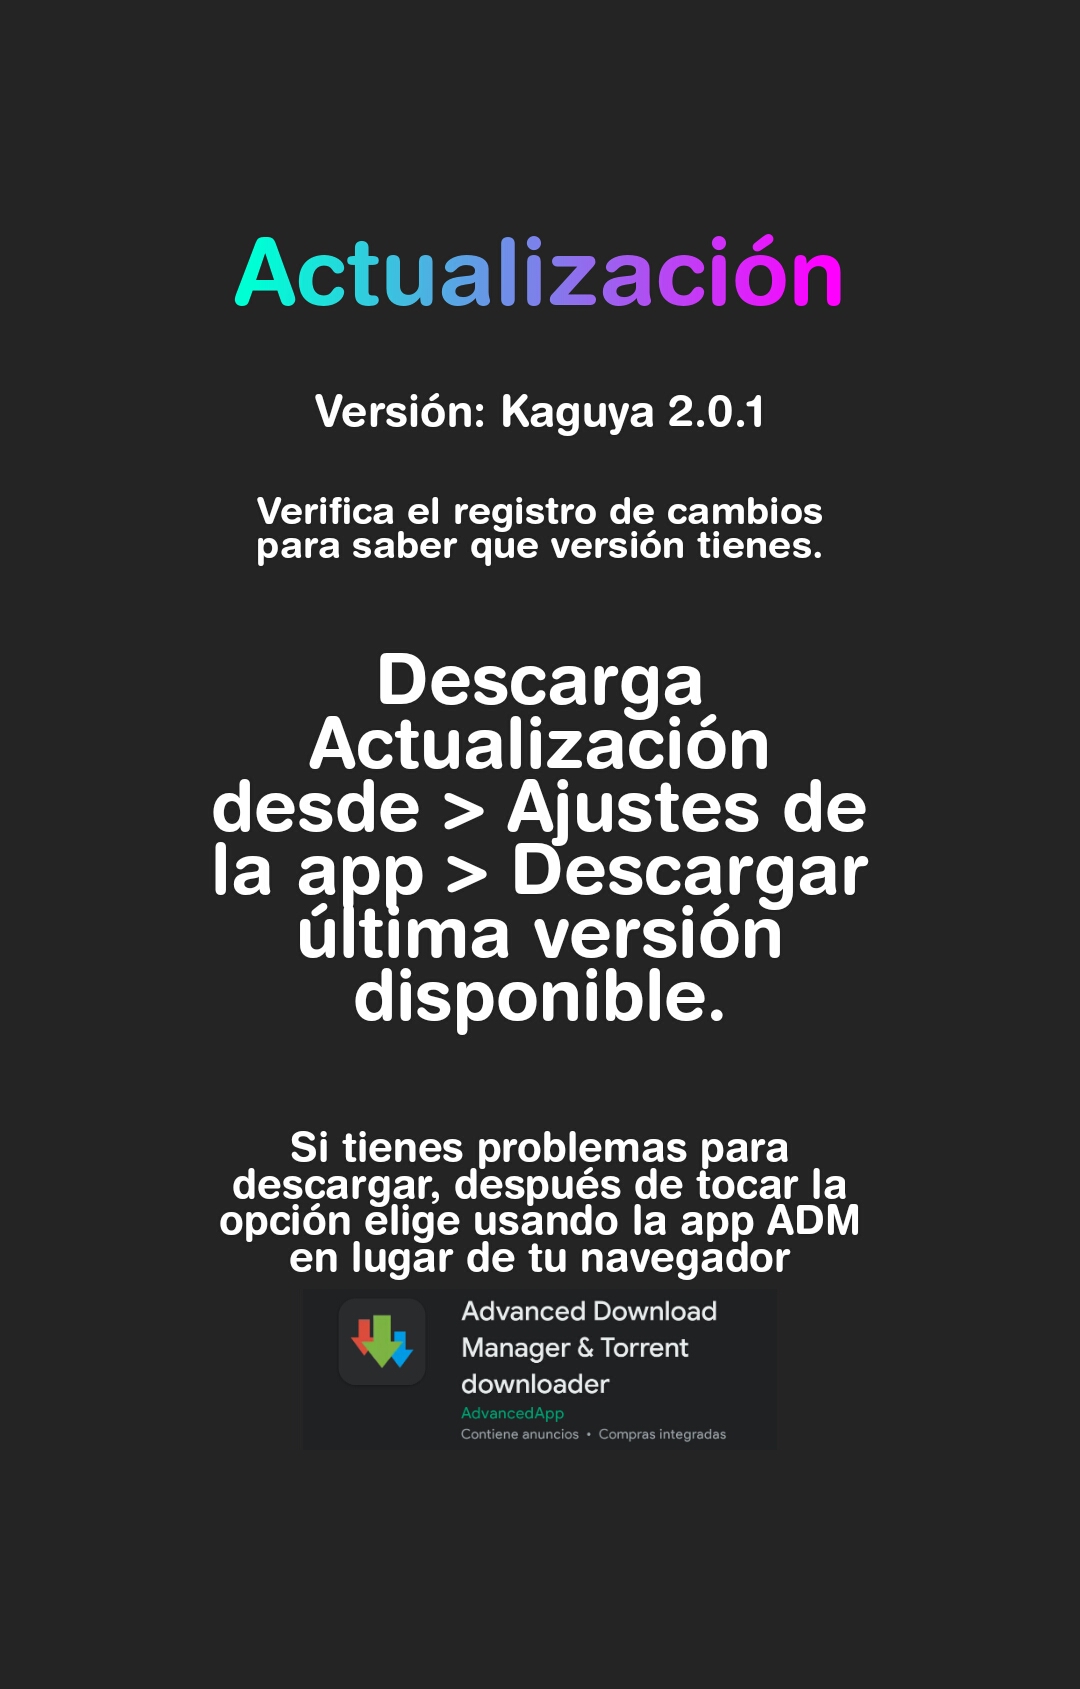 Actualización
Versión: Kaguya 2.0.1
Verifica el registro de cambios
para saber que versión tienes.
Descarga
Actualización
desde > Ajustes de
la app > Descargar
última versión
disponible.
Si tienes problemas para
descargar, después de tocar la
opción elige usando la app ADM
en lugar de tu navegador
Advanced Download
Manager & Torrent
downloader
AdvancedApp
Contiene anuncios • Compras integradas